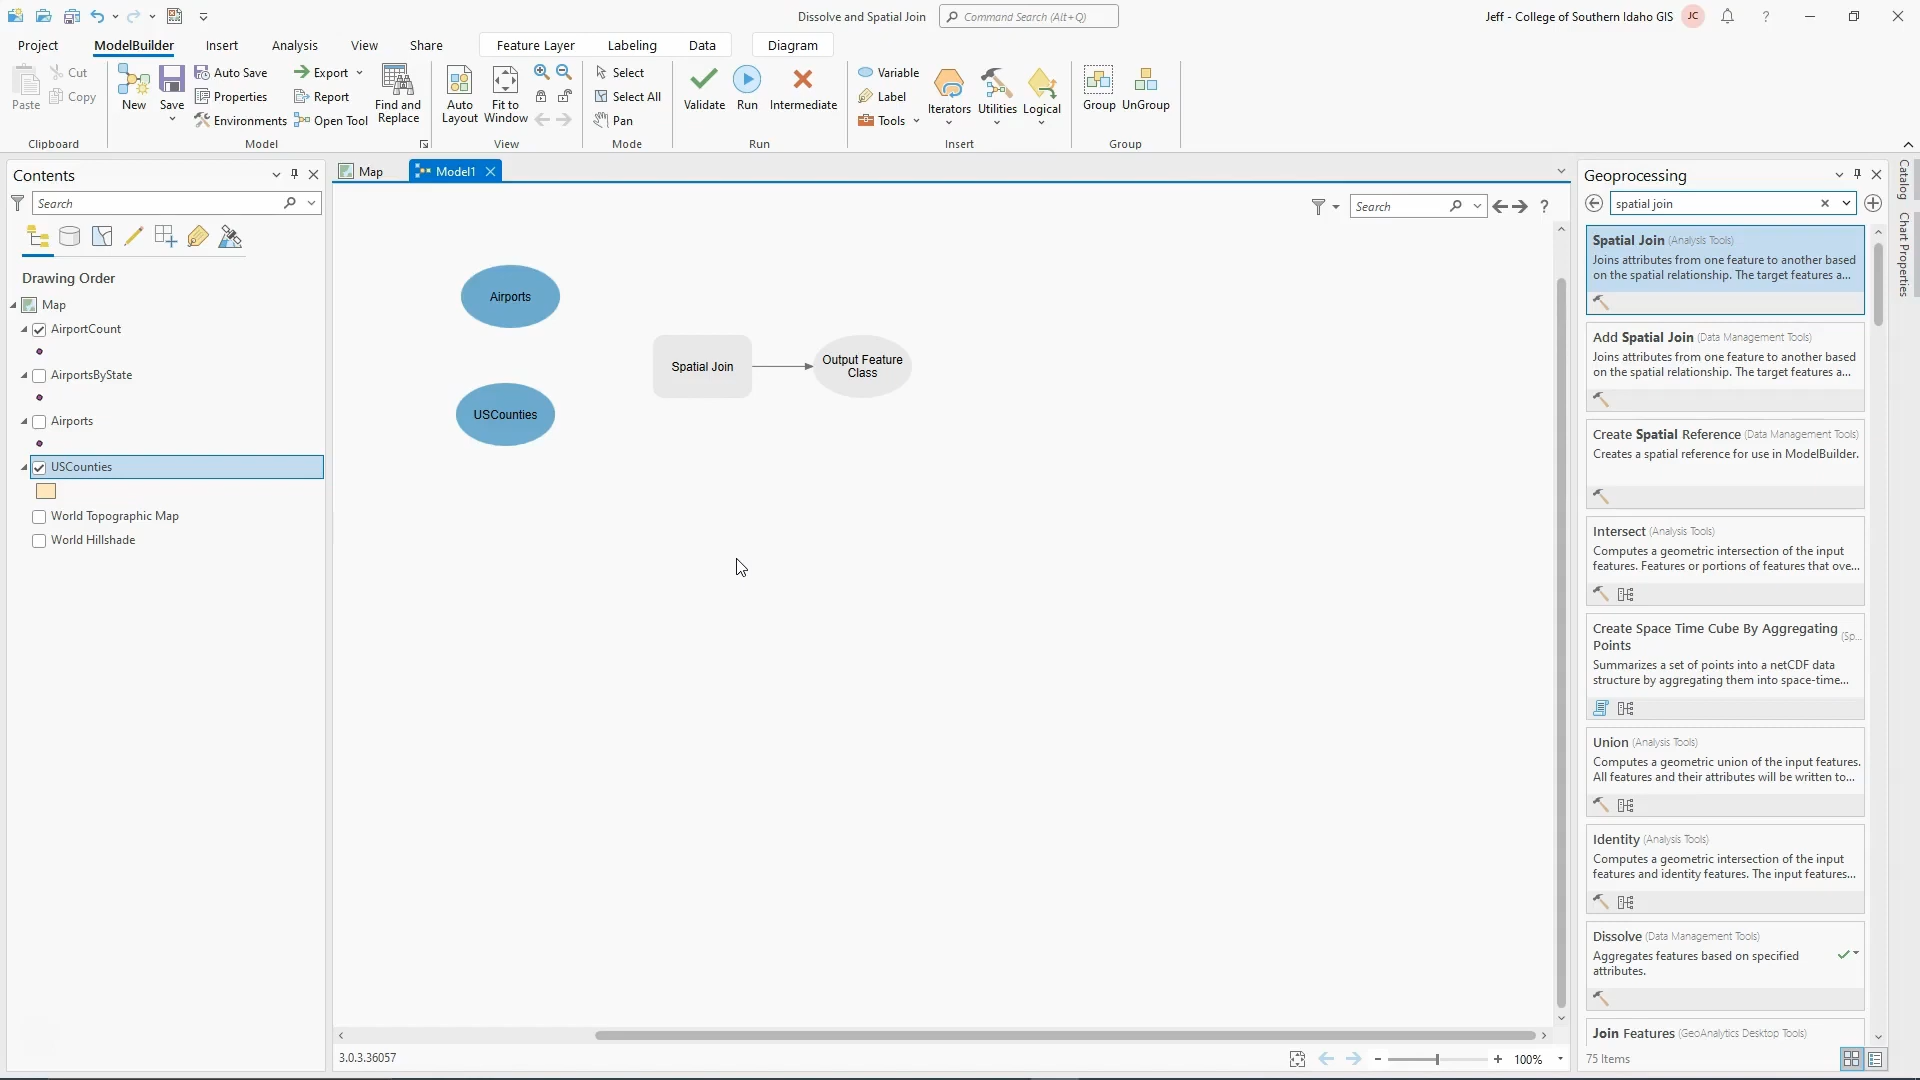 Dissolve and Spatial Join
Command Search (Alt+Q)
Jeff - College of Southern Idaho GIS
JC
?
Project
ModelBuilder
Insert
Analysis
View
Share
Feature Layer
Labeling
Data
Diagram
Paste
Cut
Copy
Clipboard
New
Save
Auto Save
Properties
Environments
Export
Report
Open Tool
Find and
Replace
Model
Auto
Layout
Fit to
Window
View
Select
Select All
Pan
Mode
Validate
Run
Intermediate
Run
Variable
Label
Tools
Iterators
Utilities
Logical
Insert
Group
UnGroup
Group
Contents
Search
Drawing Order
Map
AirportCount
AirportsByState
Airports
USCounties
World Topographic Map
World Hillshade
Map
Model1
Search
?
Airports
USCounties
Spatial Join
Output Feature
Class
3.0.3.36057
100%
Geoprocessing
spatial join
Spatial Join (Analysis Tools)
Joins attributes from one feature to another based
on the spatial relationship. The target features a...
Add Spatial Join (Data Management Tools)
Joins attributes from one feature to another based
on the spatial relationship. The target features a...
Create Spatial Reference (Data Management Tools)
Creates a spatial reference for use in ModelBuilder.
Intersect (Analysis Tools)
Computes a geometric intersection of the input
features. Features or portions of features that ove...
Create Space Time Cube By Aggregating
Points (Sp...
Summarizes a set of points into a netCDF data
structure by aggregating them into space-time...
Union (Analysis Tools)
Computes a geometric union of the input features.
All features and their attributes will be written to...
Identity (Analysis Tools)
Computes a geometric intersection of the input
features and identity features. The input features...
Dissolve (Data Management Tools)
Aggregates features based on specified
attributes.
Join Features (GeoAnalytics Desktop Tools)
75 Items
Catalog
Chart Properties